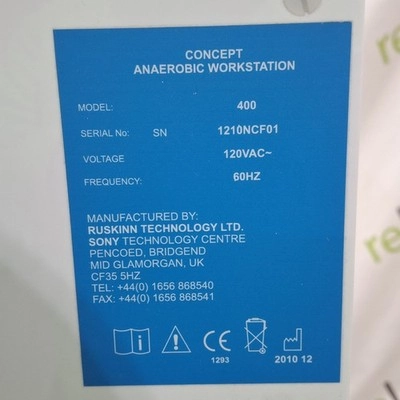 CONCEPT
ANAEROBIC WORKSTATION
MODEL: 400
SERIAL No: SN 1210NCF01
VOLTAGE 120VAC~
FREQUENCY: 60HZ
MANUFACTURED BY:
RUSKINN TECHNOLOGY LTD.
SONY TECHNOLOGY CENTRE
PENCOED, BRIDGEND
MID GLAMORGAN, UK
CF35 5HZ
TEL: +44(0) 1656 868540
FAX: +44(0) 1656 868541
CE
1293
2010 12